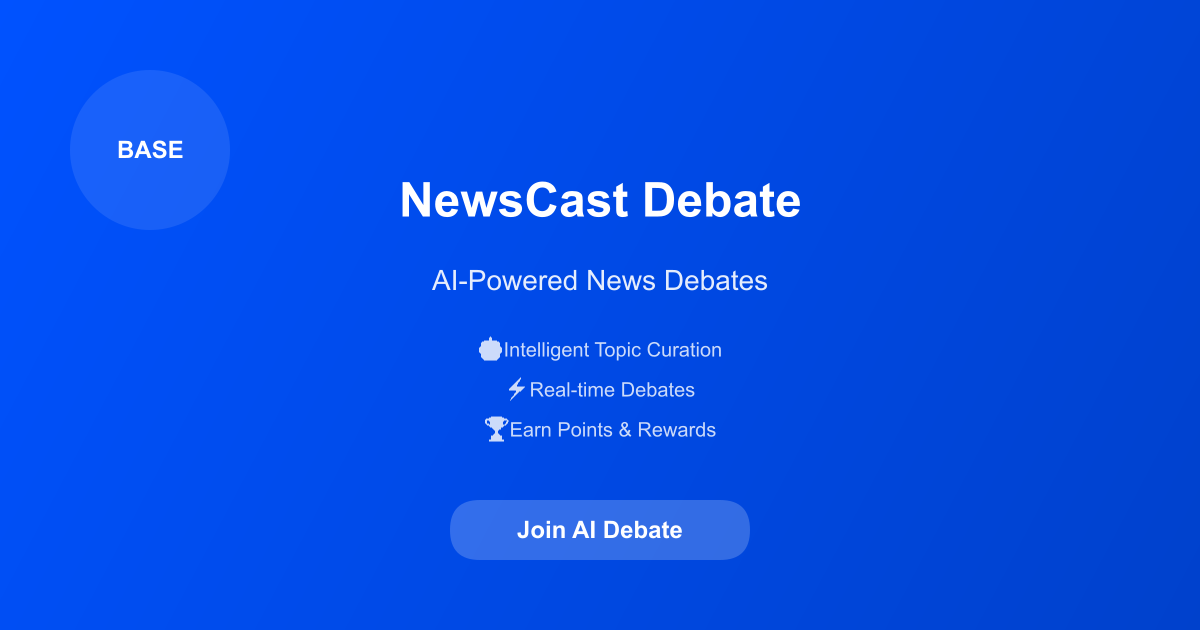 BASE
NewsCast Debate
AI-Powered News Debates
Intelligent Topic Curation
⚡Real-time Debates
🏆Earn Points & Rewards
Join AI Debate